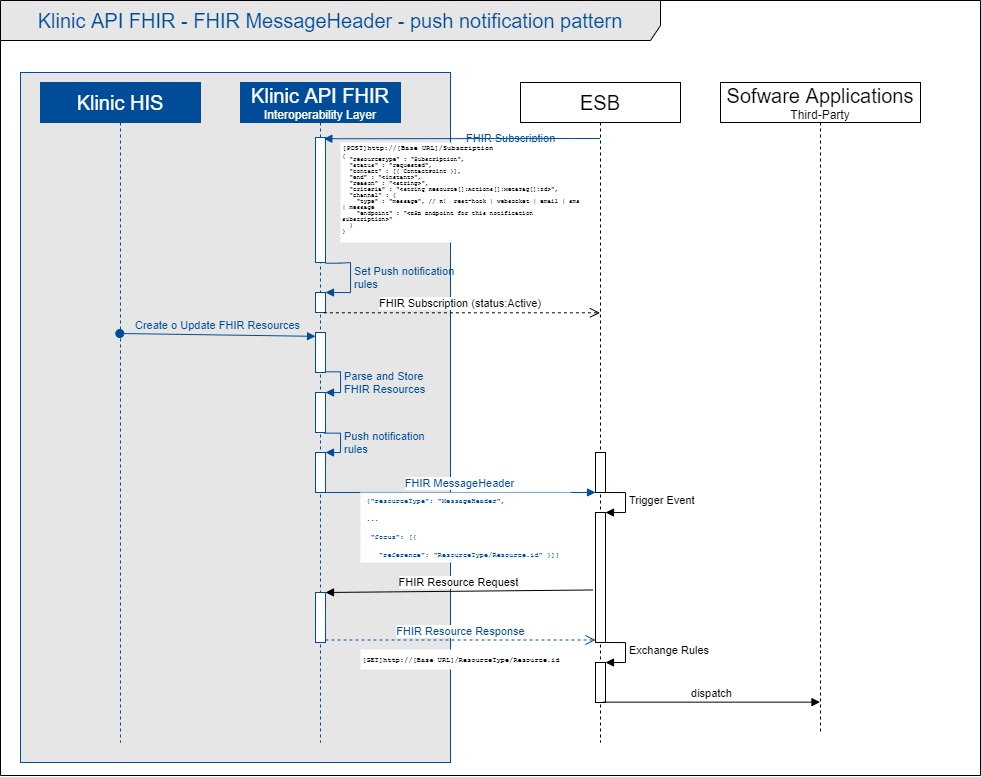 Klinic API FHIR - FHIR MessageHeader - push notification pattern
Klinic HIS
Klinic API FHIR
Interoperability Layer
ESB
Sofware Applications
Third-Party
FHIR Subscription
[POST]http://[Base URL]/Subscription
{
"resourceType" : "Subscription",
"status" : "requested",
"contact" : [{ ContactPoint }],
"end" : "<instant>",
"reason" : "<string>",
"criteria" : "<string Resource[]:Actions[]:MetaTag[]:Id>",
"channel" : {
"type" : "message", // R! rest-hook | websocket | email | sms
| message
"endpoint" : "<ESB Endpoint for this notification
subscription>"
}
}
Set Push notification
rules
FHIR Subscription (status:Active)
Create o Update FHIR Resources
Parse and Store
FHIR Resources
Push notification
rules
FHIR MessageHeader
{"resourceType": "MessageHeader",
...
"focus": [{
"reference": "ResourceType/Resource.id" }]}
Trigger Event
FHIR Resource Request
FHIR Resource Response
[GET]http://[Base URL]/ResourceType/Resource.id
Exchange Rules
dispatch